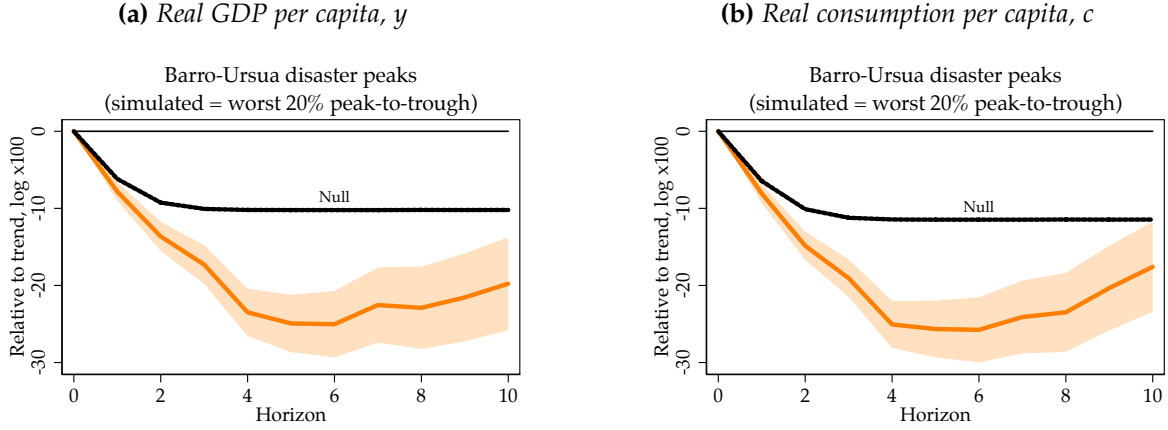 (a) Real GDP per capita, y
Barro-Ursua disaster peaks
(simulated = worst 20% peak-to-trough)
Relative to trend, log x100
0
-10
-20
-30
Null
0 2 4 6 8 10
Horizon
(b) Real consumption per capita, c
Barro-Ursua disaster peaks
(simulated = worst 20% peak-to-trough)
Relative to trend, log x100
0
-10
-20
-30
Null
0 2 4 6 8 10
Horizon